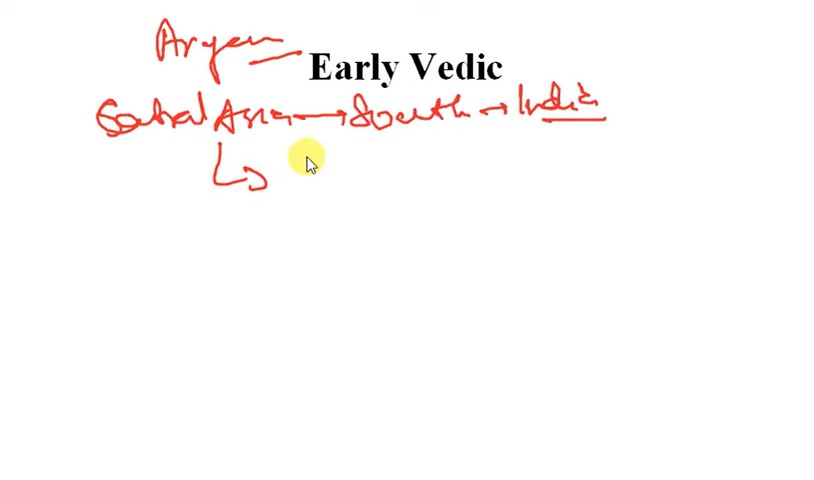 Aryan
Early Vedic
Central Asia → South → India